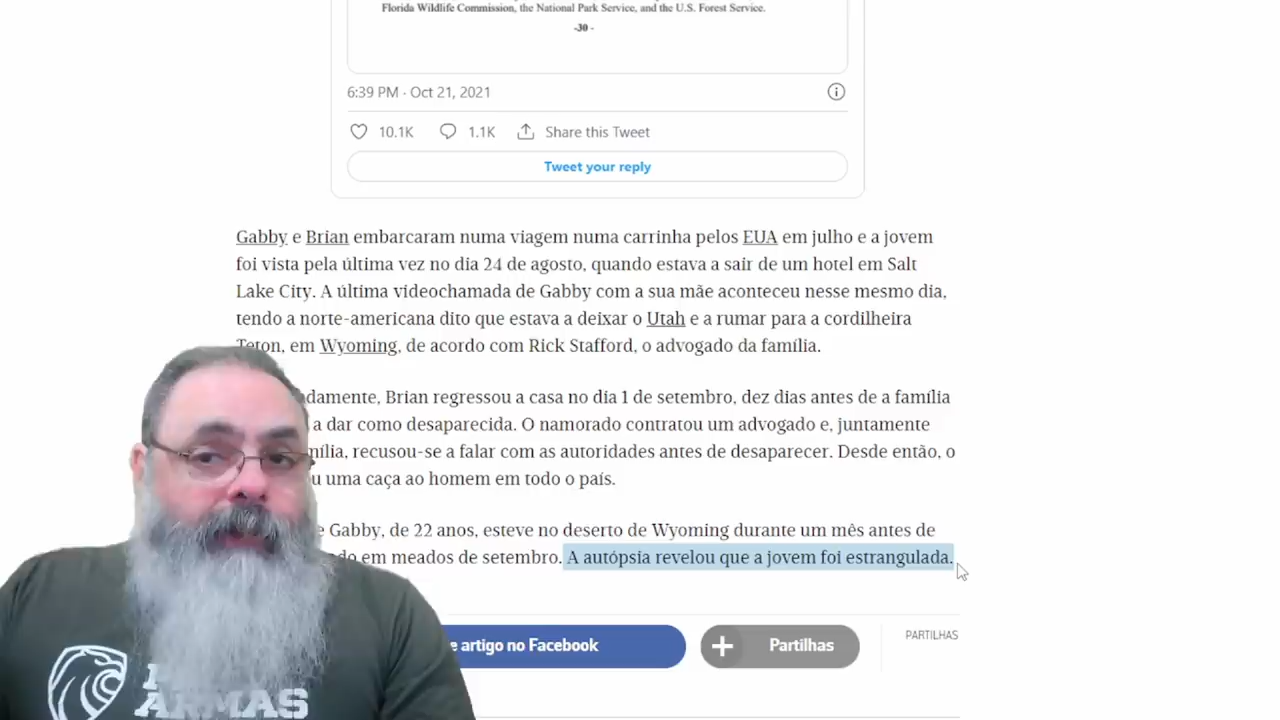 Florida Wildlife Commission, the National Park Service, and the U.S. Forest Service.
-30 -
6:39 PM · Oct 21, 2021
10.1K 1.1K Share this Tweet
Tweet your reply
Gabby e Brian embarcaram numa viagem numa carrinha pelos EUA em julho e a jovem
foi vista pela última vez no dia 24 de agosto, quando estava a sair de um hotel em Salt
Lake City. A última videochamada de Gabby com a sua mãe aconteceu nesse mesmo dia,
tendo a norte-americana dito que estava a deixar o Utah e a rumar para a cordilheira
Teton, em Wyoming, de acordo com Rick Stafford, o advogado da família.
Brian regressou a casa no dia 1 de setembro, dez dias antes de a família
a dar como desaparecida. O namorado contratou um advogado e, juntamente
recusou-se a falar com as autoridades antes de desaparecer. Desde então, o
uma caça ao homem em todo o país.
Gabby, de 22 anos, esteve no deserto de Wyoming durante um mês antes de
em meados de setembro. A autópsia revelou que a jovem foi estrangulada.
artigo no Facebook
Partilhas
PARTILHAS
ARMAS